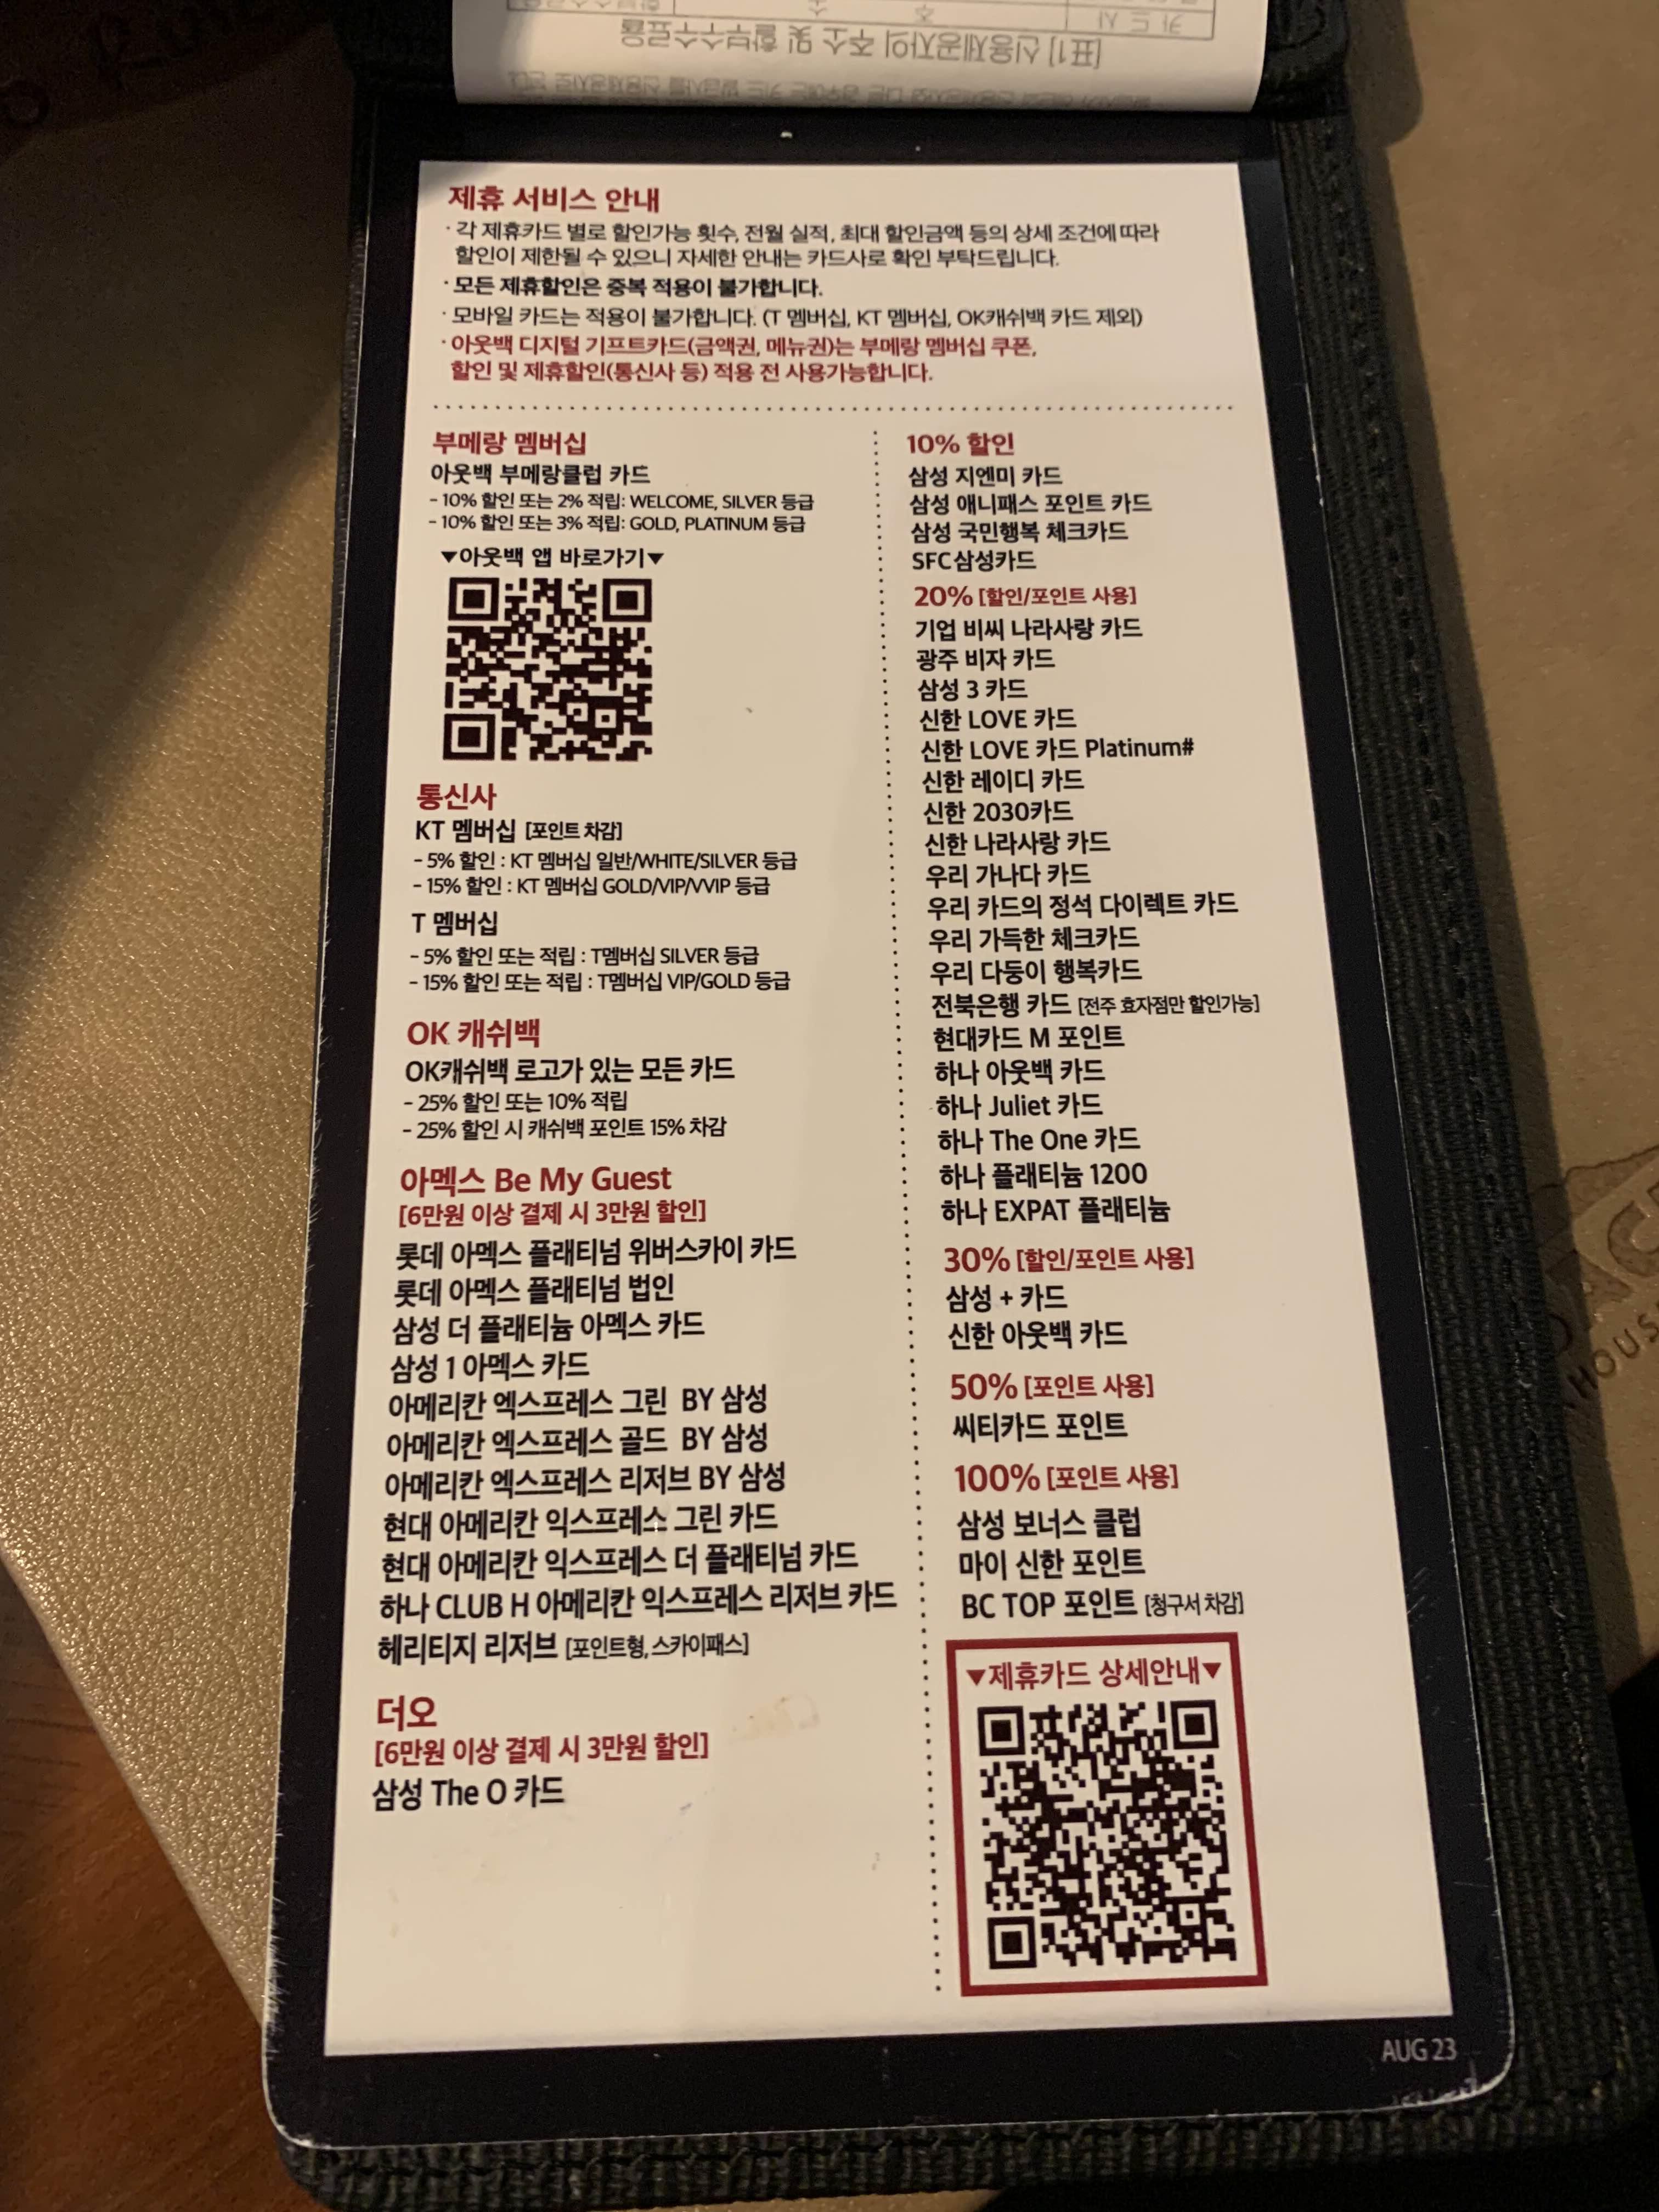 [표1] 신용제공자의 주소 및 할부수수료율
카 드 사
주
소
제휴 서비스 안내
· 각 제휴카드 별로 할인가능 횟수, 전월 실적, 최대 할인금액 등의 상세 조건에 따라
할인이 제한될 수 있으니 자세한 안내는 카드사로 확인 부탁드립니다.
· 모든 제휴할인은 중복 적용이 불가합니다.
· 모바일 카드는 적용이 불가합니다. (T 멤버십, KT 멤버십, OK캐쉬백 카드 제외)
· 아웃백 디지털 기프트카드(금액권, 메뉴권)는 부메랑 멤버십 쿠폰,
할인 및 제휴할인(통신사 등) 적용 전 사용가능합니다.
부메랑 멤버십
아웃백 부메랑클럽 카드
- 10% 할인 또는 2% 적립: WELCOME, SILVER 등급
- 10% 할인 또는 3% 적립: GOLD, PLATINUM 등급
▼아웃백 앱 바로가기▼
통신사
KT 멤버십 [포인트 차감]
- 5% 할인 : KT 멤버십 일반/WHITE/SILVER 등급
- 15% 할인 : KT 멤버십 GOLD/VIP/VVIP 등급
T 멤버십
- 5% 할인 또는 적립 : T멤버십 SILVER 등급
- 15% 할인 또는 적립 : T멤버십 VIP/GOLD 등급
OK 캐쉬백
OK캐쉬백 로고가 있는 모든 카드
- 25% 할인 또는 10% 적립
- 25% 할인 시 캐쉬백 포인트 15% 차감
아멕스 Be My Guest
[6만원 이상 결제 시 3만원 할인]
롯데 아멕스 플래티넘 위버스카이 카드
롯데 아멕스 플래티넘 법인
삼성 더 플래티늄 아멕스 카드
삼성 1 아멕스 카드
아메리칸 엑스프레스 그린 BY 삼성
아메리칸 엑스프레스 골드 BY 삼성
아메리칸 엑스프레스 리저브 BY 삼성
현대 아메리칸 익스프레스 그린 카드
현대 아메리칸 익스프레스 더 플래티넘 카드
하나 CLUB H 아메리칸 익스프레스 리저브 카드
헤리티지 리저브 [포인트형, 스카이패스]
더오
[6만원 이상 결제 시 3만원 할인]
삼성 The O 카드
10% 할인
삼성 지엔미 카드
삼성 애니패스 포인트 카드
삼성 국민행복 체크카드
SFC삼성카드
20% [할인/포인트 사용]
기업 비씨 나라사랑 카드
광주 비자 카드
삼성 3 카드
신한 LOVE 카드
신한 LOVE 카드 Platinum#
신한 레이디 카드
신한 2030카드
신한 나라사랑 카드
우리 가나다 카드
우리 카드의 정석 다이렉트 카드
우리 가득한 체크카드
우리 다둥이 행복카드
전북은행 카드 [전주 효자점만 할인가능]
현대카드 M 포인트
하나 아웃백 카드
하나 Juliet 카드
하나 The One 카드
하나 플래티늄 1200
하나 EXPAT 플래티늄
30% [할인/포인트 사용]
삼성 + 카드
신한 아웃백 카드
50% [포인트 사용]
씨티카드 포인트
100% [포인트 사용]
삼성 보너스 클럽
마이 신한 포인트
BC TOP 포인트 [청구서 차감]
▼제휴카드 상세안내▼
AUG 23